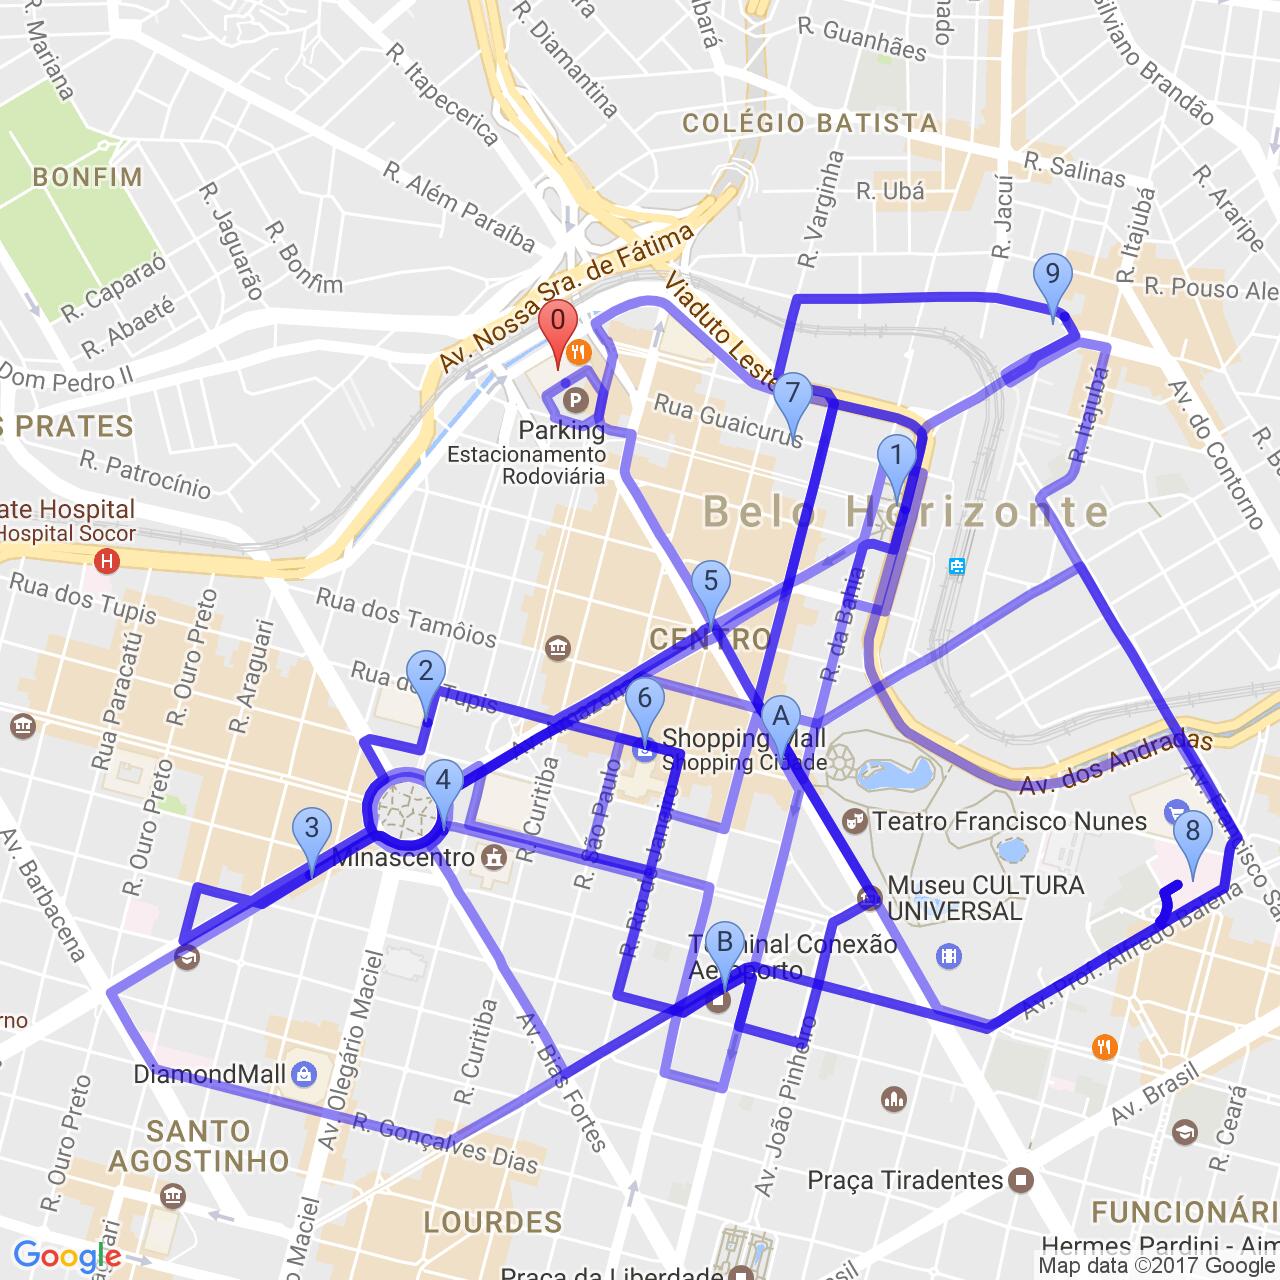 R. Mariana
R. Itapecerica
R. Diamantina
R. Guanhães
Silviano Brandão
COLÉGIO BATISTA
R. Salinas
R. Araripe
R. Ubá
R. Varginha
R. Jacuí
R. Itajubá
BONFIM
R. Além Paraíba
R. Jaguarão
R. Bonfim
R. Caparaó
R. Abaeté
Av. Nossa Sra. de Fátima
Viaduto Leste
R. Pouso Ale
9
0
Dom Pedro II
7
Rua Guaicurus
R. Itajubá
Av. do Contorno
S PRATES
R. Patrocínio
P
Parking
Estacionamento
Rodoviária
1
Belo Horizonte
ate Hospital
Hospital Socor
H
Rua dos Tupis
R. Ouro Preto
R. Araguari
Rua Paracatu
Rua dos Tamôios
5
CENTRO
R. da Bahia
2
Rua dos Tupis
6
A
Shopping Mall
Shopping Cidade
Av. dos Andradas
4
3
R. Ouro Preto
Minascentro
R. Curitiba
R. São Paulo
R. Rio de Janeiro
Teatro Francisco Nunes
8
Museu CULTURA
UNIVERSAL
Av. Barbacena
B
Terminal Conexão
Aeroporto
Av. Prof. Alfredo Balena
R. Curitiba
Av. Olegário Maciel
Av. Bias Fortes
DiamondMall
R. Ouro Preto
Av. João Pinheiro
Av. Brasil
R. Ceará
SANTO
AGOSTINHO
R. Gonçalves Dias
Praça Tiradentes
LOURDES
FUNCIONÁRI
Hermes Pardini - Aim
Praça da Liberdade
Google
Map data ©2017 Google